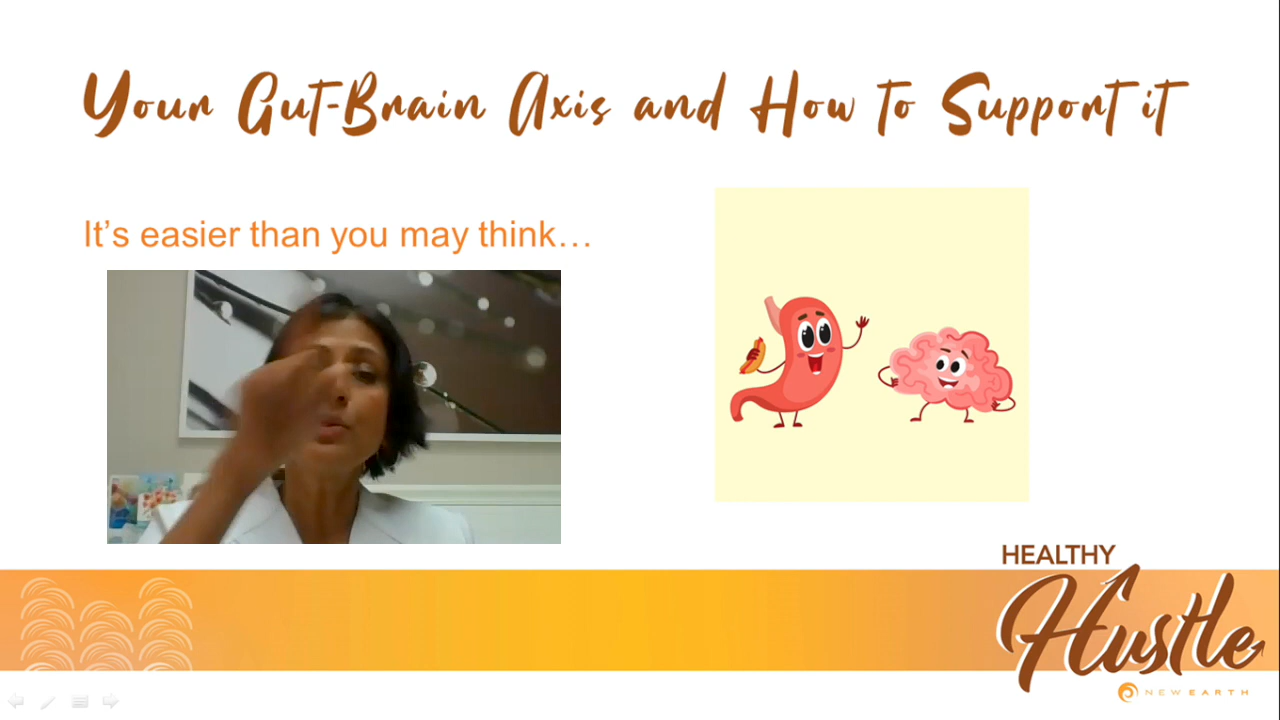 Your Gut-Brain Axis and How to Support it
It’s easier than you may think…
HEALTHY
Hustle
NEW EARTH